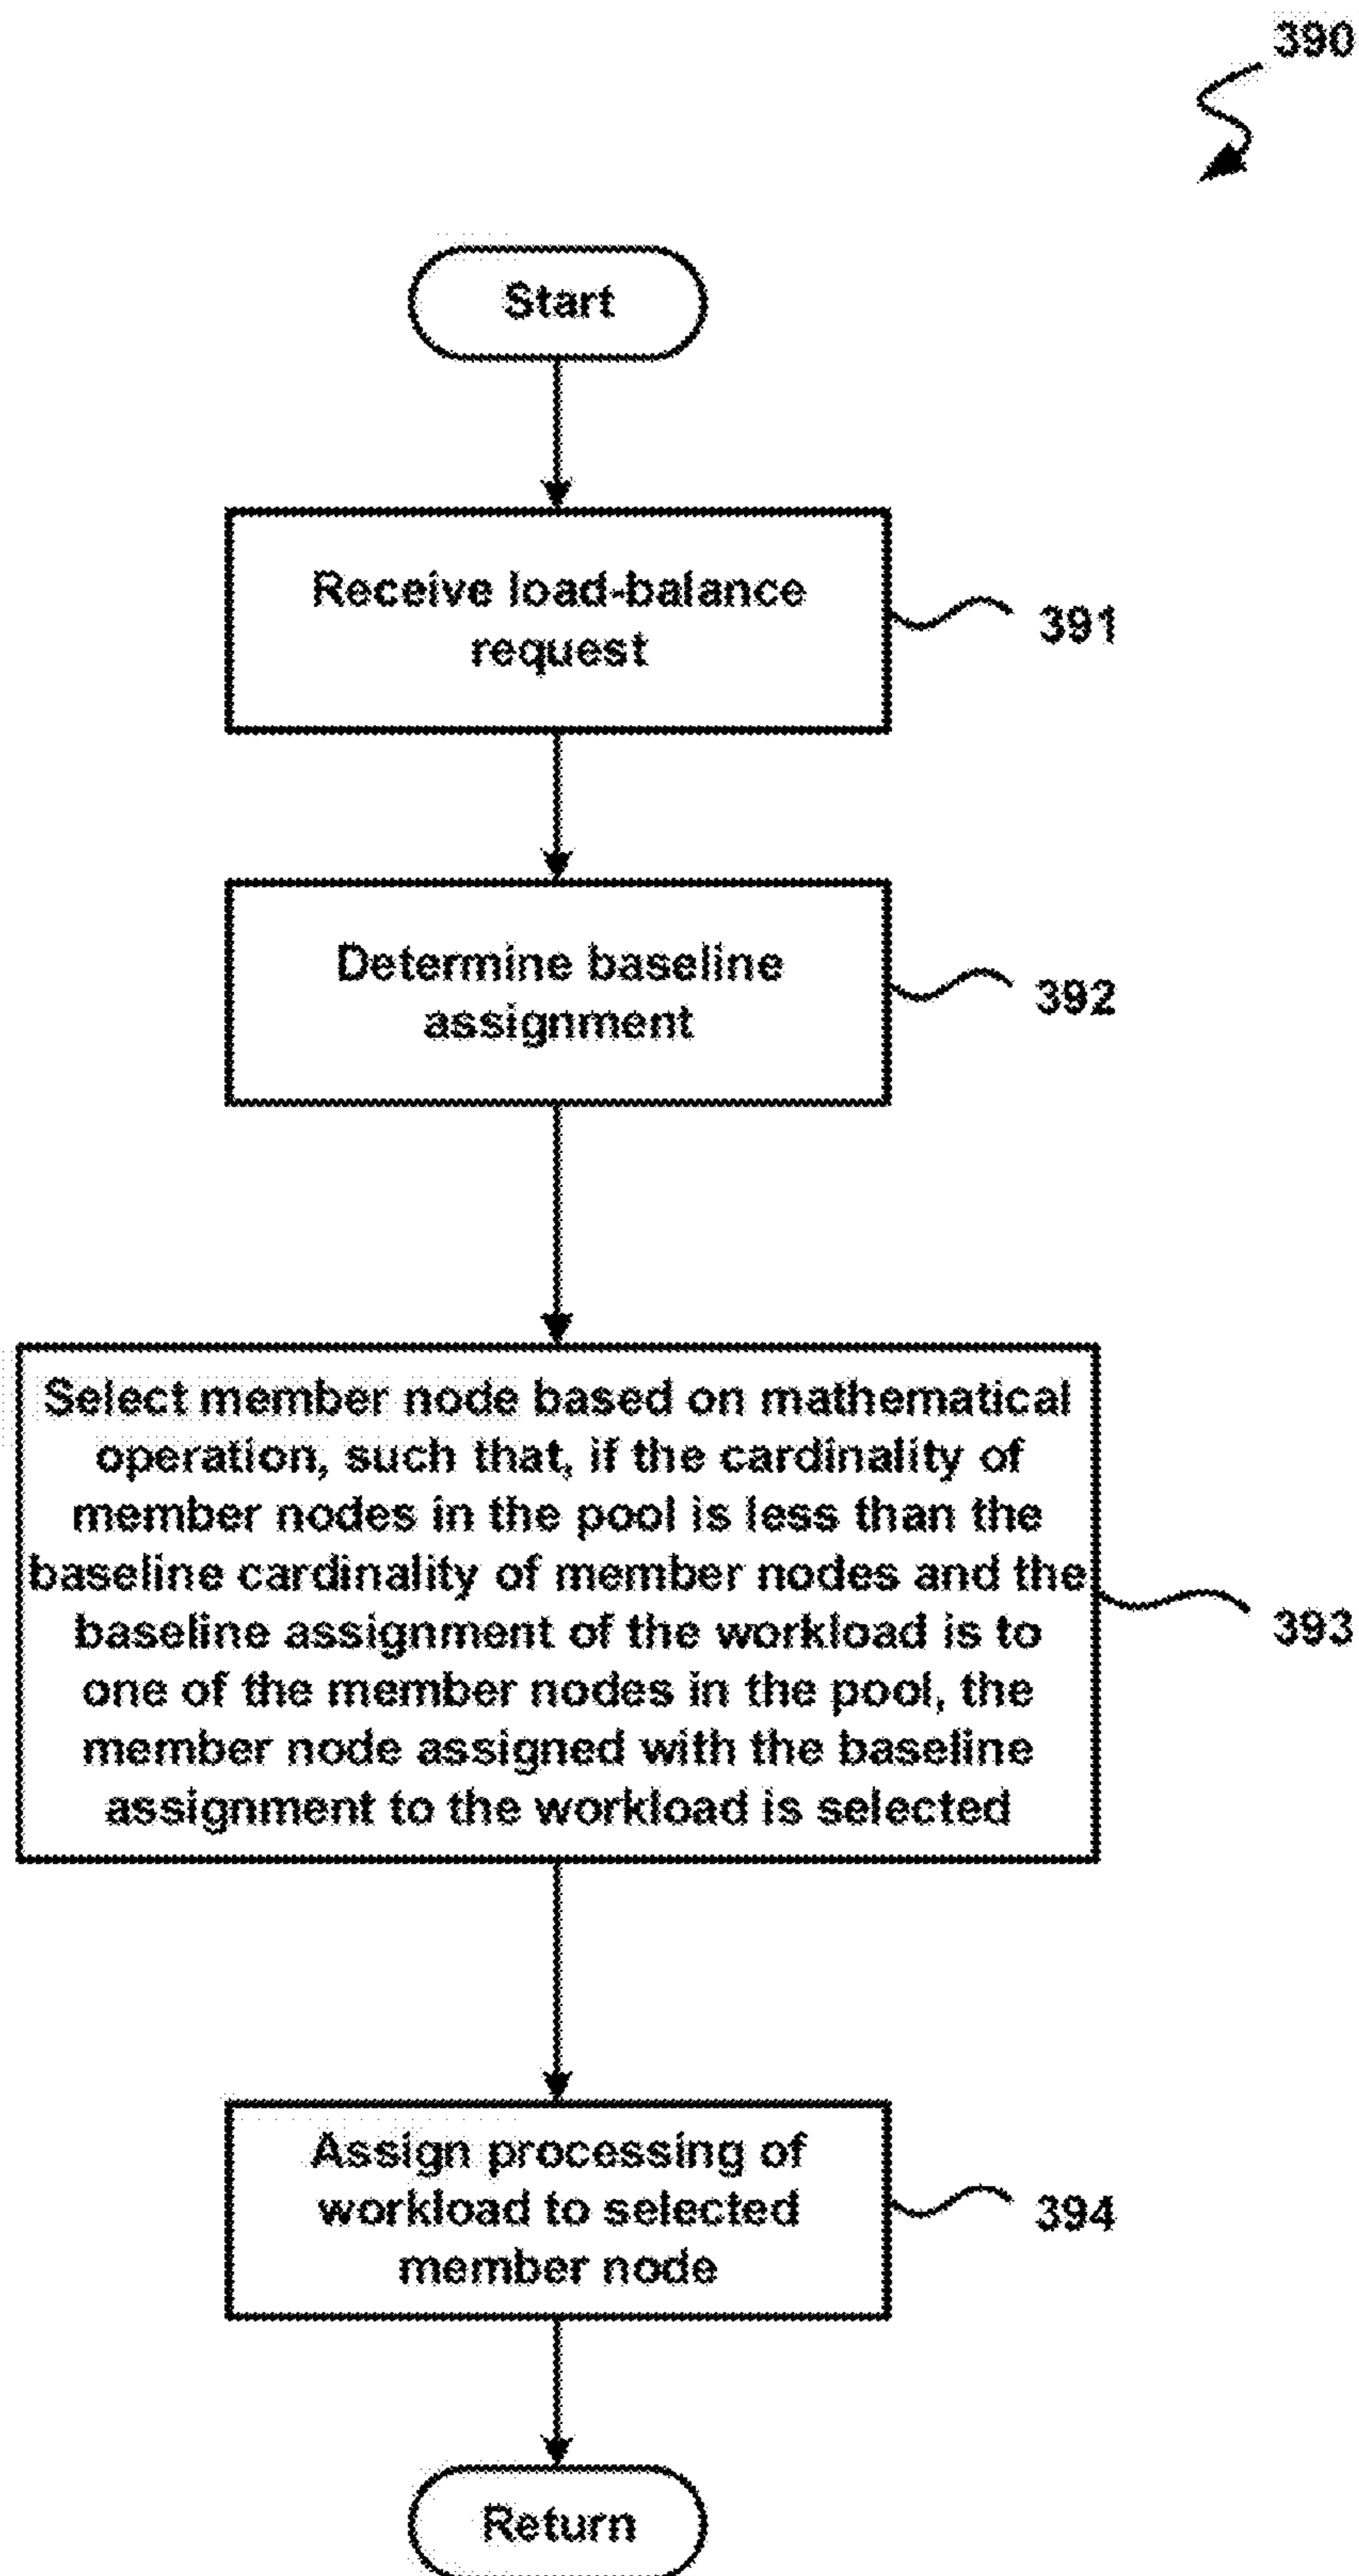 390
Start
Receive load-balance
request
391
Determine baseline
assignment
392
Select member node based on mathematical
operation, such that, if the cardinality of
member nodes in the pool is less than the
baseline cardinality of member nodes and the
baseline assignment of the workload is to
one of the member nodes in the pool, the
member node assigned with the baseline
assignment to the workload is selected
393
Assign processing of
workload to selected
member node
394
Return